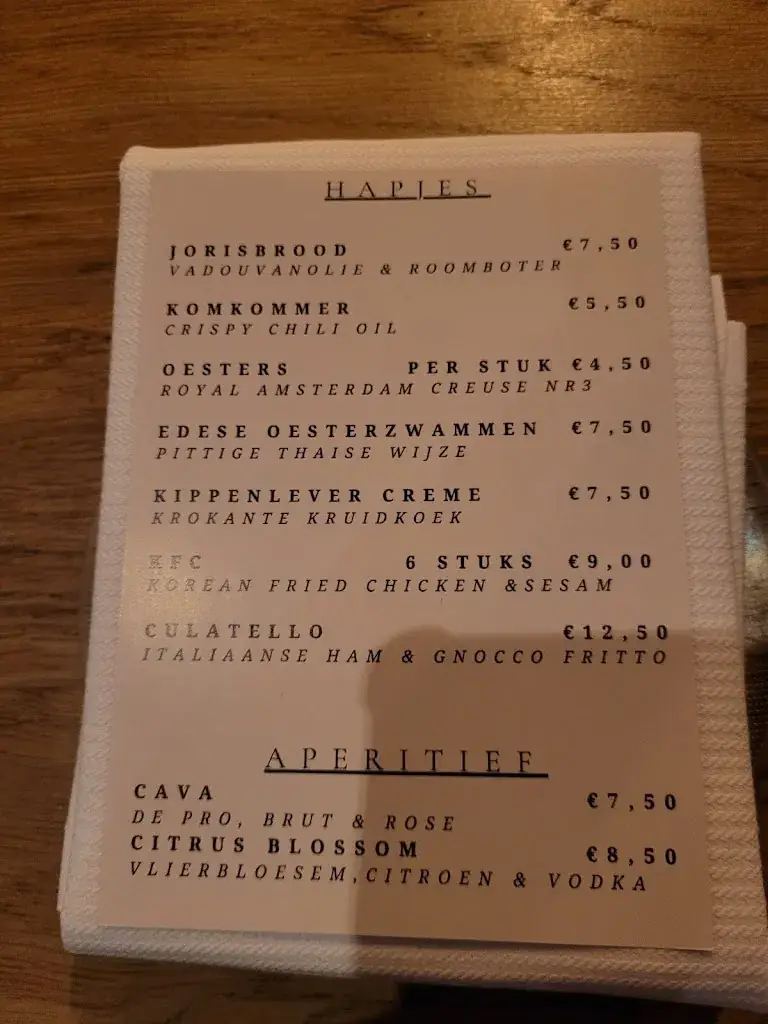 HAPJES
JORISBROOD €7,50
VADOUVANOLIE & ROOMBOTER
KOMKOMMER €5,50
CRISPY CHILI OIL
OESTERS PER STUK €4,50
ROYAL AMSTERDAM CREUSE NR3
EDESE OESTERZWAMMEN €7,50
PITTIGE THAISE WIJZE
KIPPENLEVER CREME €7,50
KROKANTE KRUIDKOEK
KFC 6 STUKS €9,00
KOREAN FRIED CHICKEN &SESAM
CULATELLO €12,50
ITALIAANSE HAM & GNOCCO FRITTO
APERITIEF
CAVA €7,50
DE PRO, BRUT & ROSE
CITRUS BLOSSOM €8,50
VLIERBLOESEM,CITROEN & VODKA